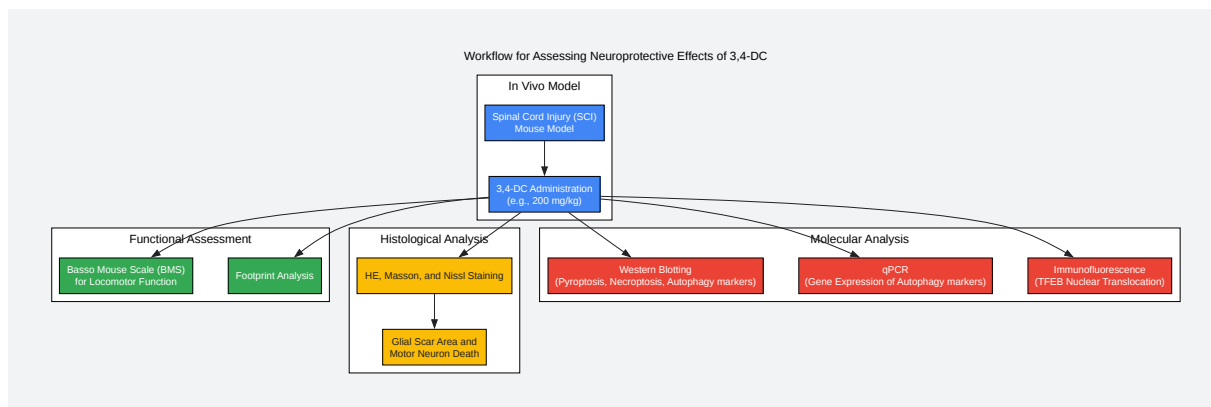 Workflow for Assessing Neuroprotective Effects of 3,4-DC
In Vivo Model
Spinal Cord Injury (SCI)
Mouse Model
3,4-DC Administration
(e.g., 200 mg/kg)
Functional Assessment
Basso Mouse Scale (BMS)
for Locomotor Function
Footprint Analysis
Histological Analysis
HE, Masson, and Nissl Staining
Glial Scar Area and
Motor Neuron Death
Molecular Analysis
Western Blotting
(Pyroptosis, Necroptosis, Autophagy markers)
qPCR
(Gene Expression of Autophagy markers)
Immunofluorescence
(TFEB Nuclear Translocation)